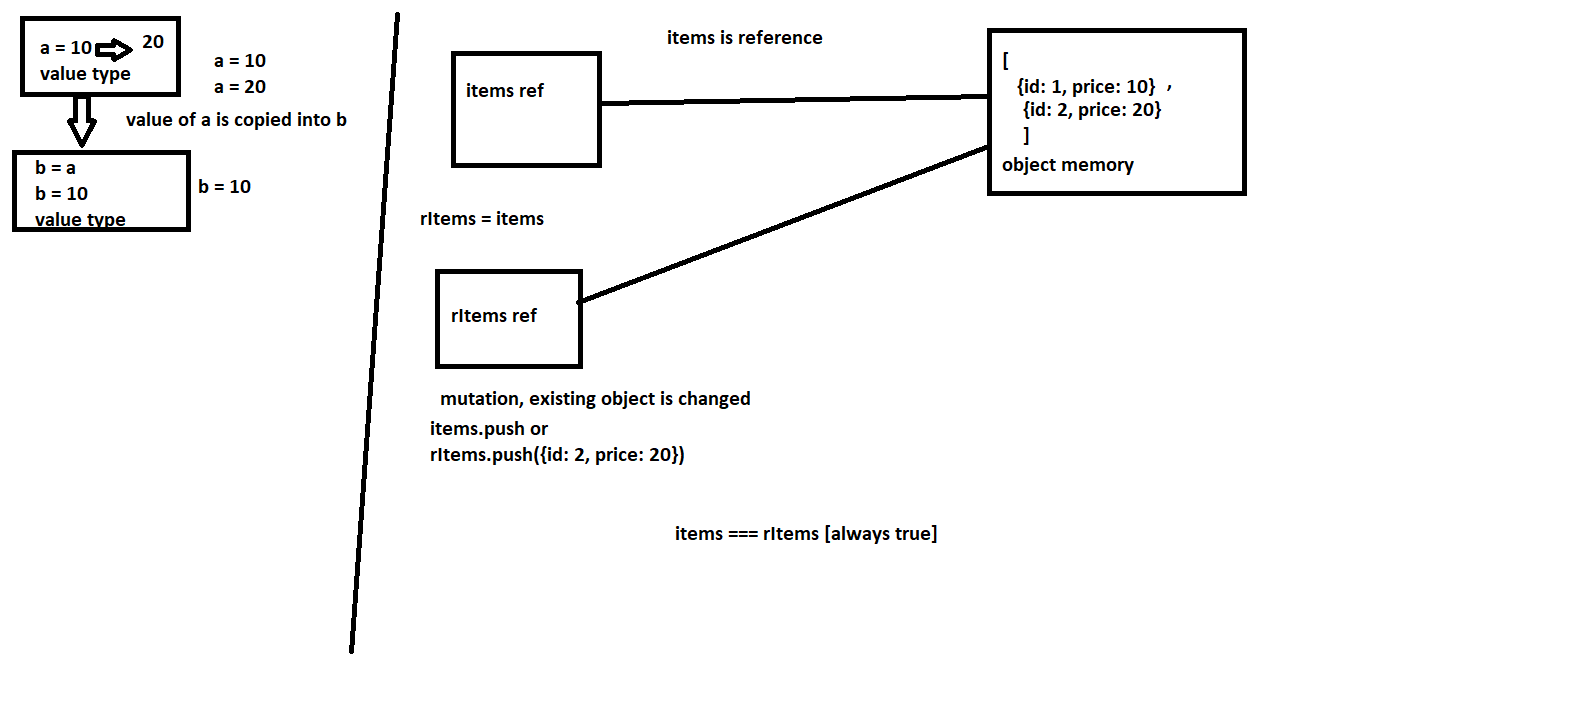 a = 10 20
value type
a = 10
a = 20
value of a is copied into b
b = a
b = 10
value type
b = 10
items is reference
items ref
[
{id: 1, price: 10} ,
{id: 2, price: 20}
]
object memory
rItems = items
rItems ref
mutation, existing object is changed
items.push or
rItems.push({id: 2, price: 20})
items === rItems [always true]